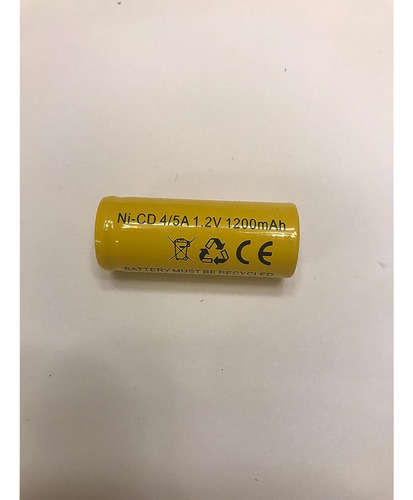 Ni-CD 4/5A 1.2V 1200mAh
CE
BATTERY MUST BE RECYCLED